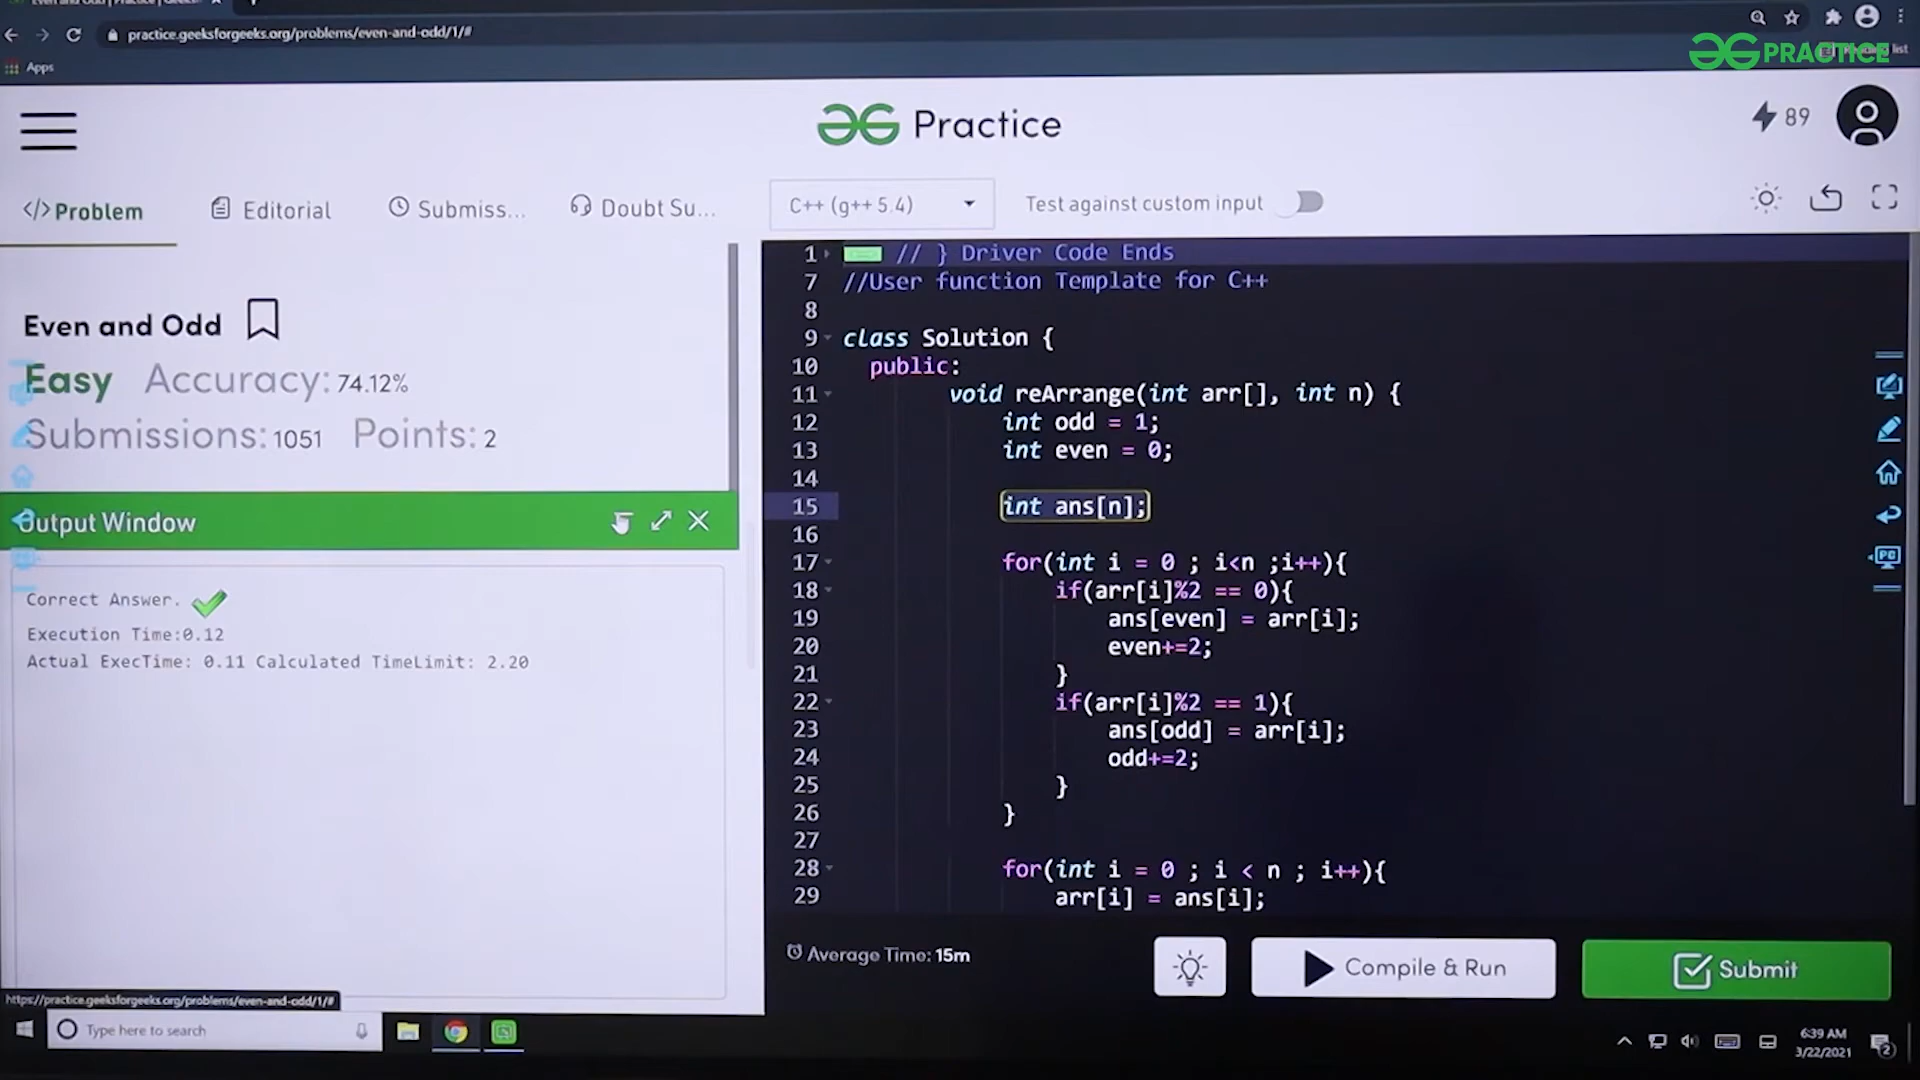 practice.geeksforgeeks.org/problems/even-and-odd/1/#
Apps
PRACTICE
Practice
89
</>Problem
Editorial
Submiss...
Doubt Su...
C++ (g++ 5.4)
Test against custom input
Even and Odd
Easy Accuracy: 74.12%
Submissions: 1051 Points: 2
Output Window
Correct Answer.
Execution Time:0.12
Actual ExecTime: 0.11 Calculated TimeLimit: 2.20
1 // } Driver Code Ends
7 //User function Template for C++
8
9 class Solution {
10 public:
11 void reArrange(int arr[], int n) {
12 int odd = 1;
13 int even = 0;
14
15 int ans[n];
16
17 for(int i = 0 ; i<n ;i++){
18 if(arr[i]%2 == 0){
19 ans[even] = arr[i];
20 even+=2;
21 }
22 if(arr[i]%2 == 1){
23 ans[odd] = arr[i];
24 odd+=2;
25 }
26 }
27
28 for(int i = 0 ; i < n ; i++){
29 arr[i] = ans[i];
Average Time: 15m
Compile & Run
Submit
https://practice.geeksforgeeks.org/problems/even-and-odd/1/#
Type here to search
6:39 AM
3/22/2021
2